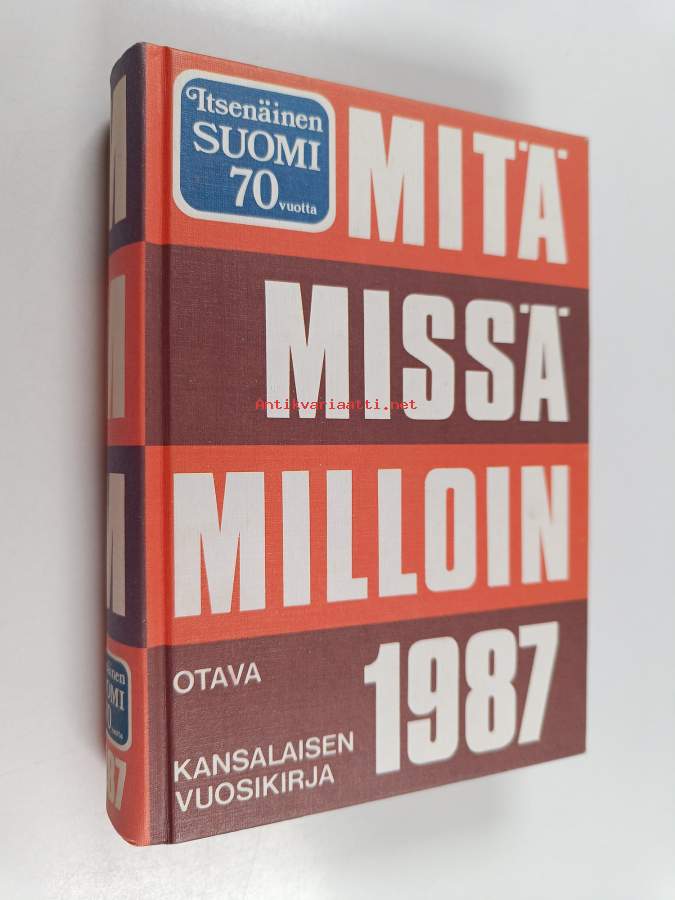 Itsenäinen
SUOMI
70 vuotta
MITÄ
MISSÄ
Antikvariaatti.net
MILLOIN
1987
OTAVA
KANSALAISEN
VUOSIKIRJA
M
M
M